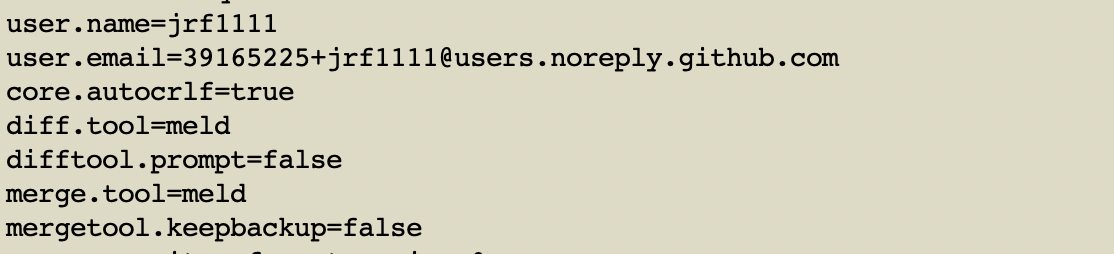 user.name=jrf1111
user.email=39165225+jrf1111@users.noreply.github.com
core.autocrlf=true
diff.tool=meld
difftool.prompt=false
merge.tool=meld
mergetool.keepbackup=false